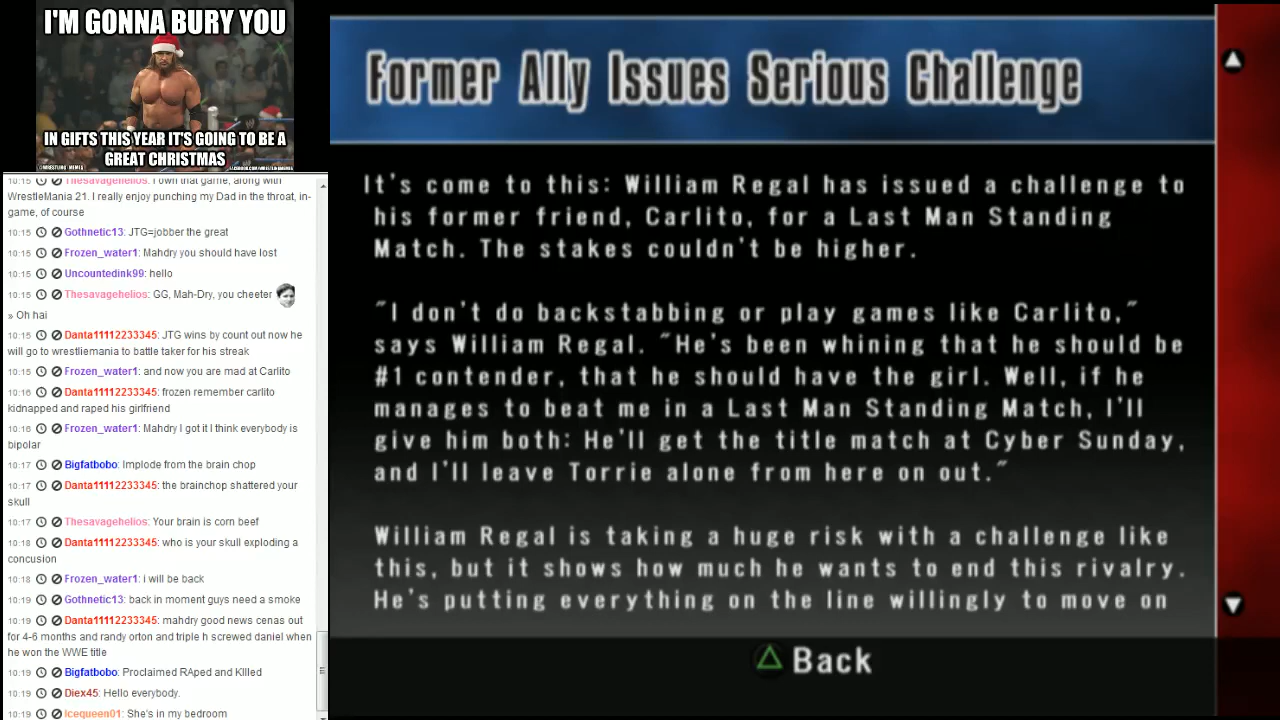 I'M GONNA BURY YOU
IN GIFTS THIS YEAR IT'S GOING TO BE A
GREAT CHRISTMAS
10:15 Thesavagehelios: I own that game, along with
WrestleMania 21. I really enjoy punching my Dad in the throat, in-
game, of course
10:15 Gothnetic13: JTG=jobber the great
10:15 Frozen_water1: Mahdry you should have lost
10:15 Uncountedink99: hello
10:15 Thesavagehelios: GG, Mah-Dry, you cheeter
» Oh hai
10:15 Danta11112233345: JTG wins by count out now he
will go to wrestliemania to battle taker for his streak
10:15 Frozen_water1: and now you are mad at Carlito
10:16 Danta11112233345: frozen remember carlito
kidnapped and raped his girlfriend
10:16 Frozen_water1: Mahdry I got it I think everybody is
bipolar
10:17 Bigfatbobo: Implode from the brain chop
10:17 Danta11112233345: the brainchop shattered your
skull
10:17 Thesavagehelios: Your brain is corn beef
10:18 Danta11112233345: who is your skull exploding a
concusion
10:18 Frozen_water1: i will be back
10:19 Gothnetic13: back in moment guys need a smoke
10:19 Danta11112233345: mahdry good news cenas out
for 4-6 months and randy orton and triple h screwed daniel when
he won the WWE title
10:19 Bigfatbobo: Proclaimed RAped and KIlled
10:19 Diex45: Hello everybody.
10:19 Icequeen01: She's in my bedroom
Former Ally Issues Serious Challenge
It's come to this: William Regal has issued a challenge to
his former friend, Carlito, for a Last Man Standing
Match. The stakes couldn't be higher.
"I don't do backstabbing or play games like Carlito,"
says William Regal. "He's been whining that he should be
#1 contender, that he should have the girl. Well, if he
manages to beat me in a Last Man Standing Match, I'll
give him both: He'll get the title match at Cyber Sunday,
and I'll leave Torrie alone from here on out."
William Regal is taking a huge risk with a challenge like
this, but it shows how much he wants to end this rivalry.
He's putting everything on the line willingly to move on
Back